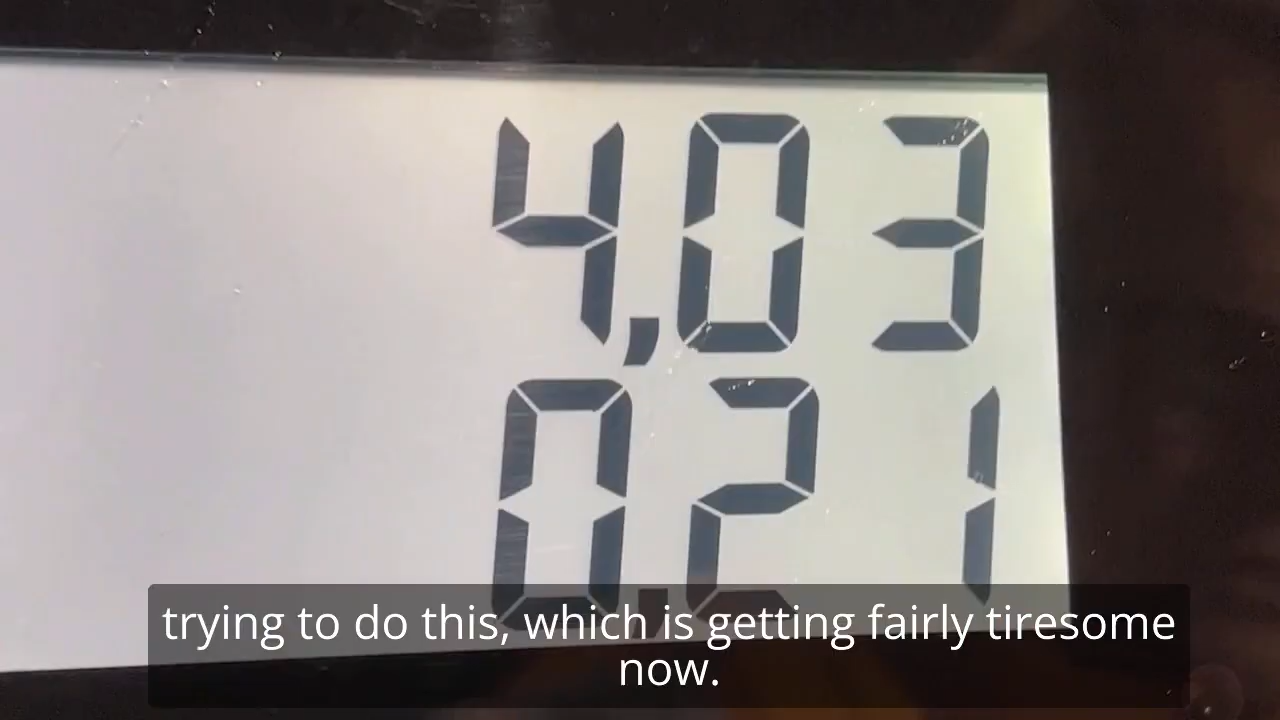 4,03
0,21
trying to do this, which is getting fairly tiresome
now.